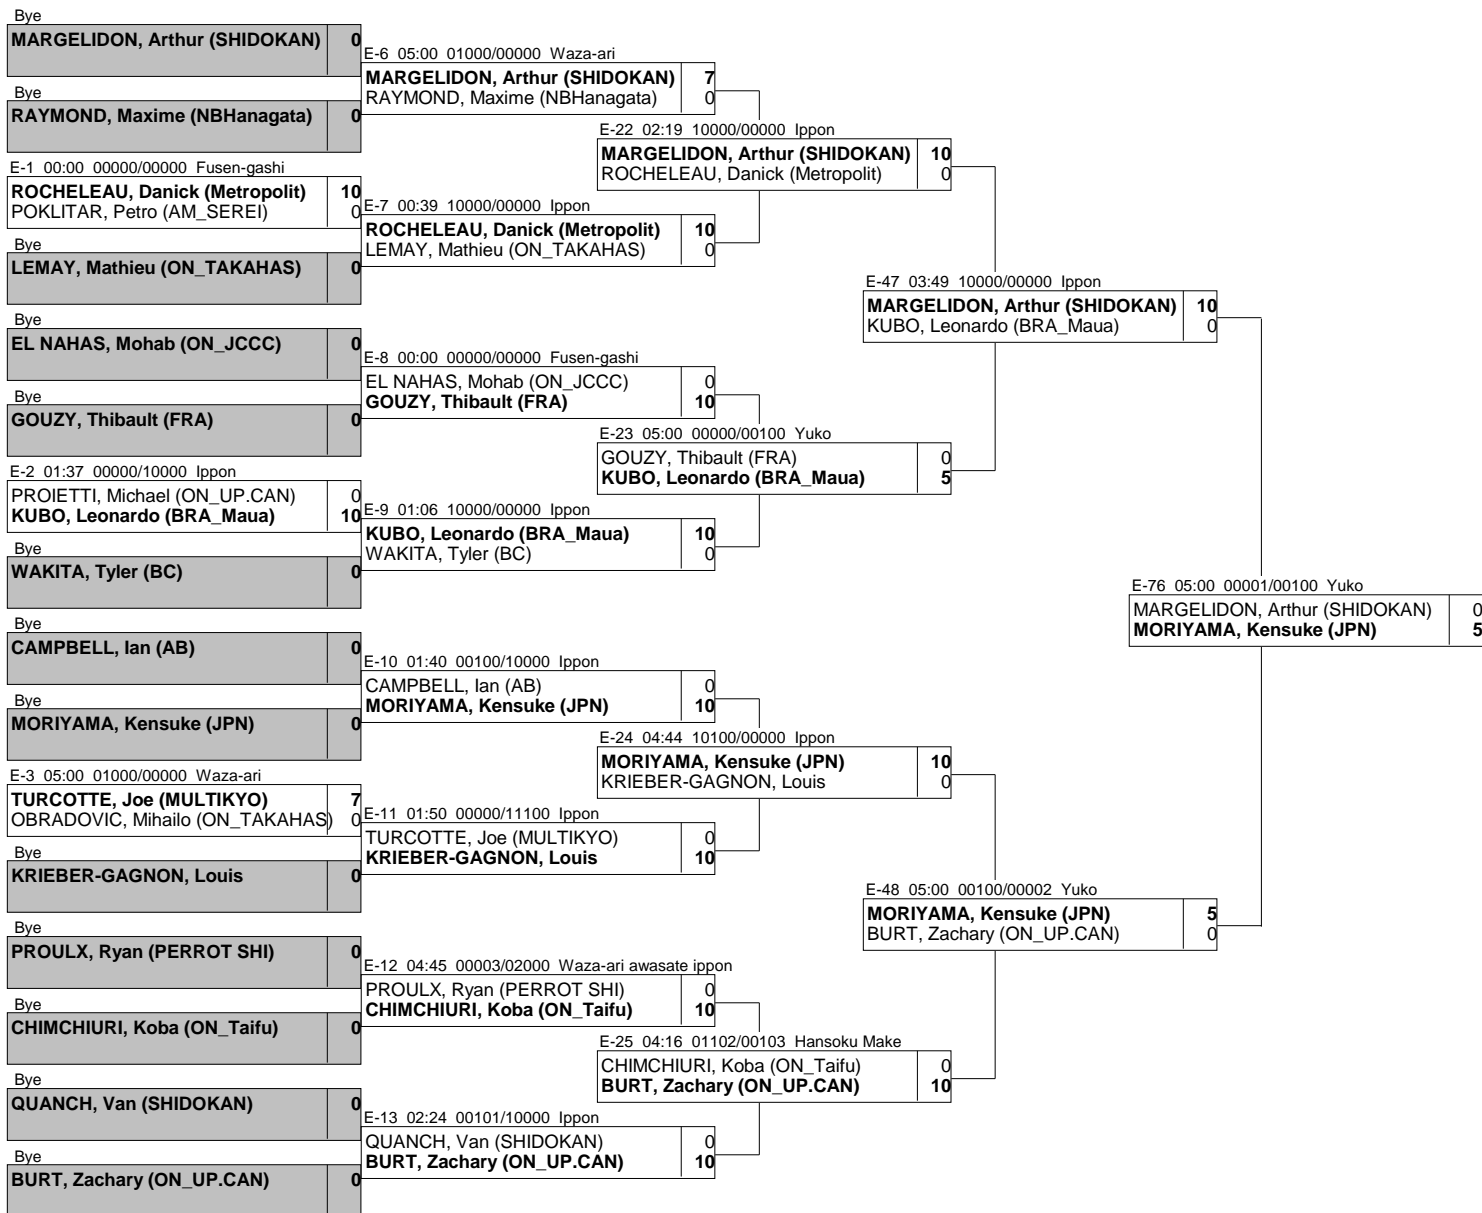 Bye
MARGELIDON, Arthur (SHIDOKAN) 0
Bye
RAYMOND, Maxime (NBHanagata) 0
E-1 00:00 00000/00000 Fusen-gashi
ROCHELEAU, Danick (Metropolit) 10
POKLITAR, Petro (AM_SEREI) 0
Bye
LEMAY, Mathieu (ON_TAKAHAS) 0
Bye
EL NAHAS, Mohab (ON_JCCC) 0
Bye
GOUZY, Thibault (FRA) 0
E-2 01:37 00000/10000 Ippon
PROIETTI, Michael (ON_UP.CAN) 0
KUBO, Leonardo (BRA_Maua) 10
Bye
WAKITA, Tyler (BC) 0
Bye
CAMPBELL, Ian (AB) 0
Bye
MORIYAMA, Kensuke (JPN) 0
E-3 05:00 01000/00000 Waza-ari
TURCOTTE, Joe (MULTIKYO) 7
OBRADOVIC, Mihailo (ON_TAKAHAS) 0
Bye
KRIEBER-GAGNON, Louis 0
Bye
PROULX, Ryan (PERROT SHI) 0
Bye
CHIMCHIURI, Koba (ON_Taifu) 0
Bye
QUANCH, Van (SHIDOKAN) 0
Bye
BURT, Zachary (ON_UP.CAN) 0
E-6 05:00 01000/00000 Waza-ari
MARGELIDON, Arthur (SHIDOKAN) 7
RAYMOND, Maxime (NBHanagata) 0
E-7 00:39 10000/00000 Ippon
ROCHELEAU, Danick (Metropolit) 10
LEMAY, Mathieu (ON_TAKAHAS) 0
E-8 00:00 00000/00000 Fusen-gashi
EL NAHAS, Mohab (ON_JCCC) 0
GOUZY, Thibault (FRA) 10
E-9 01:06 10000/00000 Ippon
KUBO, Leonardo (BRA_Maua) 10
WAKITA, Tyler (BC) 0
E-10 01:40 00100/10000 Ippon
CAMPBELL, Ian (AB) 0
MORIYAMA, Kensuke (JPN) 10
E-11 01:50 00000/11100 Ippon
TURCOTTE, Joe (MULTIKYO) 0
KRIEBER-GAGNON, Louis 10
E-12 04:45 00003/02000 Waza-ari awasate ippon
PROULX, Ryan (PERROT SHI) 0
CHIMCHIURI, Koba (ON_Taifu) 10
E-13 02:24 00101/10000 Ippon
QUANCH, Van (SHIDOKAN) 0
BURT, Zachary (ON_UP.CAN) 10
E-22 02:19 10000/00000 Ippon
MARGELIDON, Arthur (SHIDOKAN) 10
ROCHELEAU, Danick (Metropolit) 0
E-23 05:00 00000/00100 Yuko
GOUZY, Thibault (FRA) 0
KUBO, Leonardo (BRA_Maua) 5
E-24 04:44 10100/00000 Ippon
MORIYAMA, Kensuke (JPN) 10
KRIEBER-GAGNON, Louis 0
E-25 04:16 01102/00103 Hansoku Make
CHIMCHIURI, Koba (ON_Taifu) 0
BURT, Zachary (ON_UP.CAN) 10
E-47 03:49 10000/00000 Ippon
MARGELIDON, Arthur (SHIDOKAN) 10
KUBO, Leonardo (BRA_Maua) 0
E-48 05:00 00100/00002 Yuko
MORIYAMA, Kensuke (JPN) 5
BURT, Zachary (ON_UP.CAN) 0
E-76 05:00 00001/00100 Yuko
MARGELIDON, Arthur (SHIDOKAN) 0
MORIYAMA, Kensuke (JPN) 5